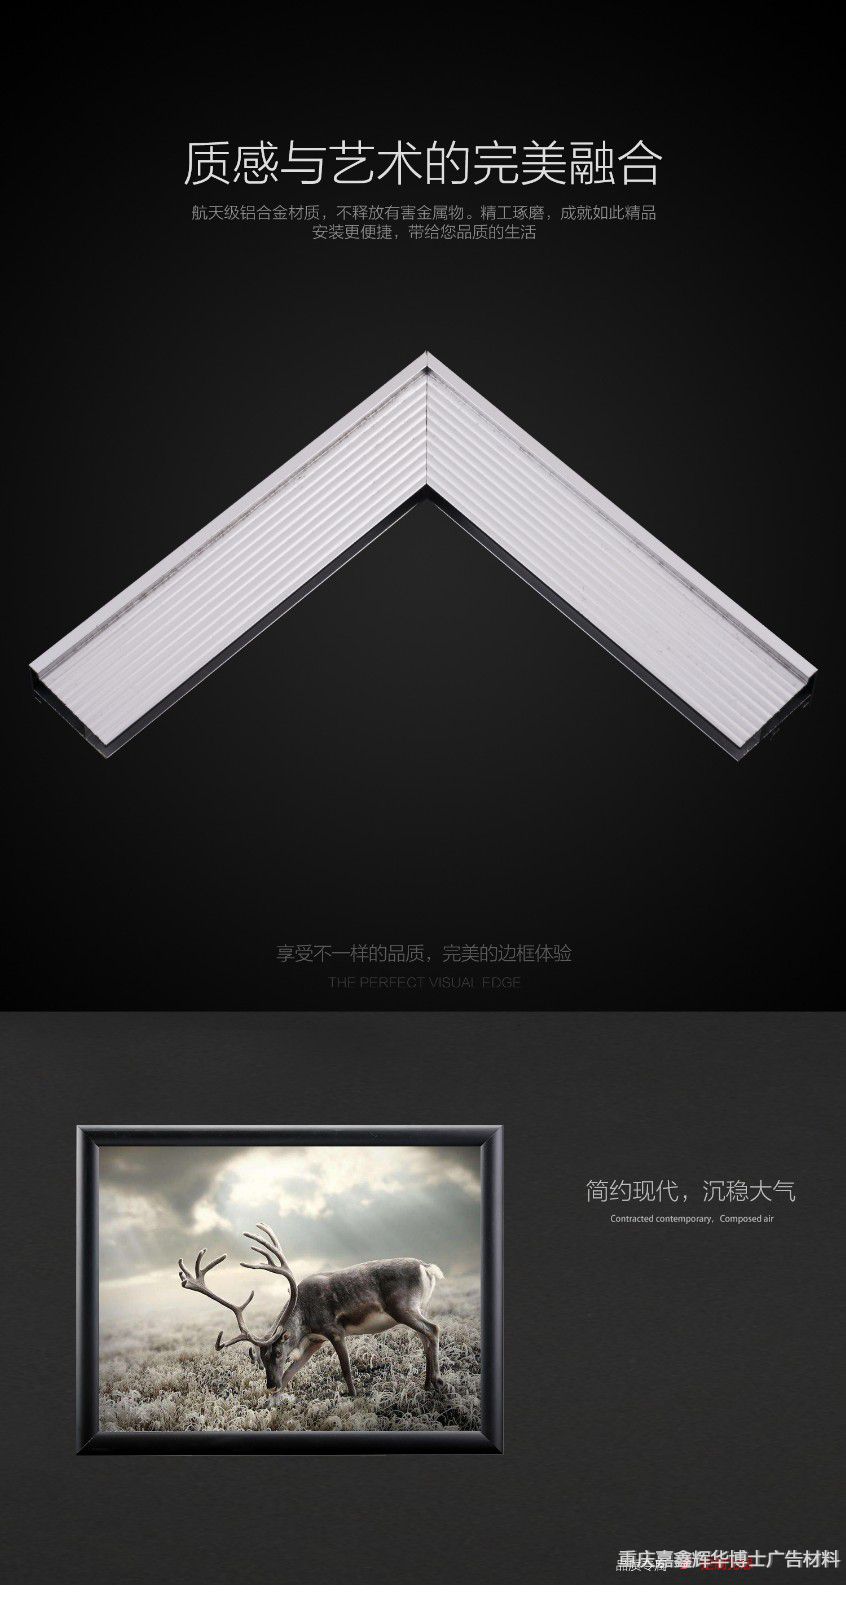 质感与艺术的完美融合
航天级铝合金材质，不释放有害金属物。精工琢磨，成就如此精品
安装更便捷，带给您品质的生活
享受不一样的品质，完美的边框体验
THE PERFECT VISUAL EDGE
简约现代，沉稳大气
Contracted contemporary, Composed air
重庆嘉鑫辉华博士广告材料